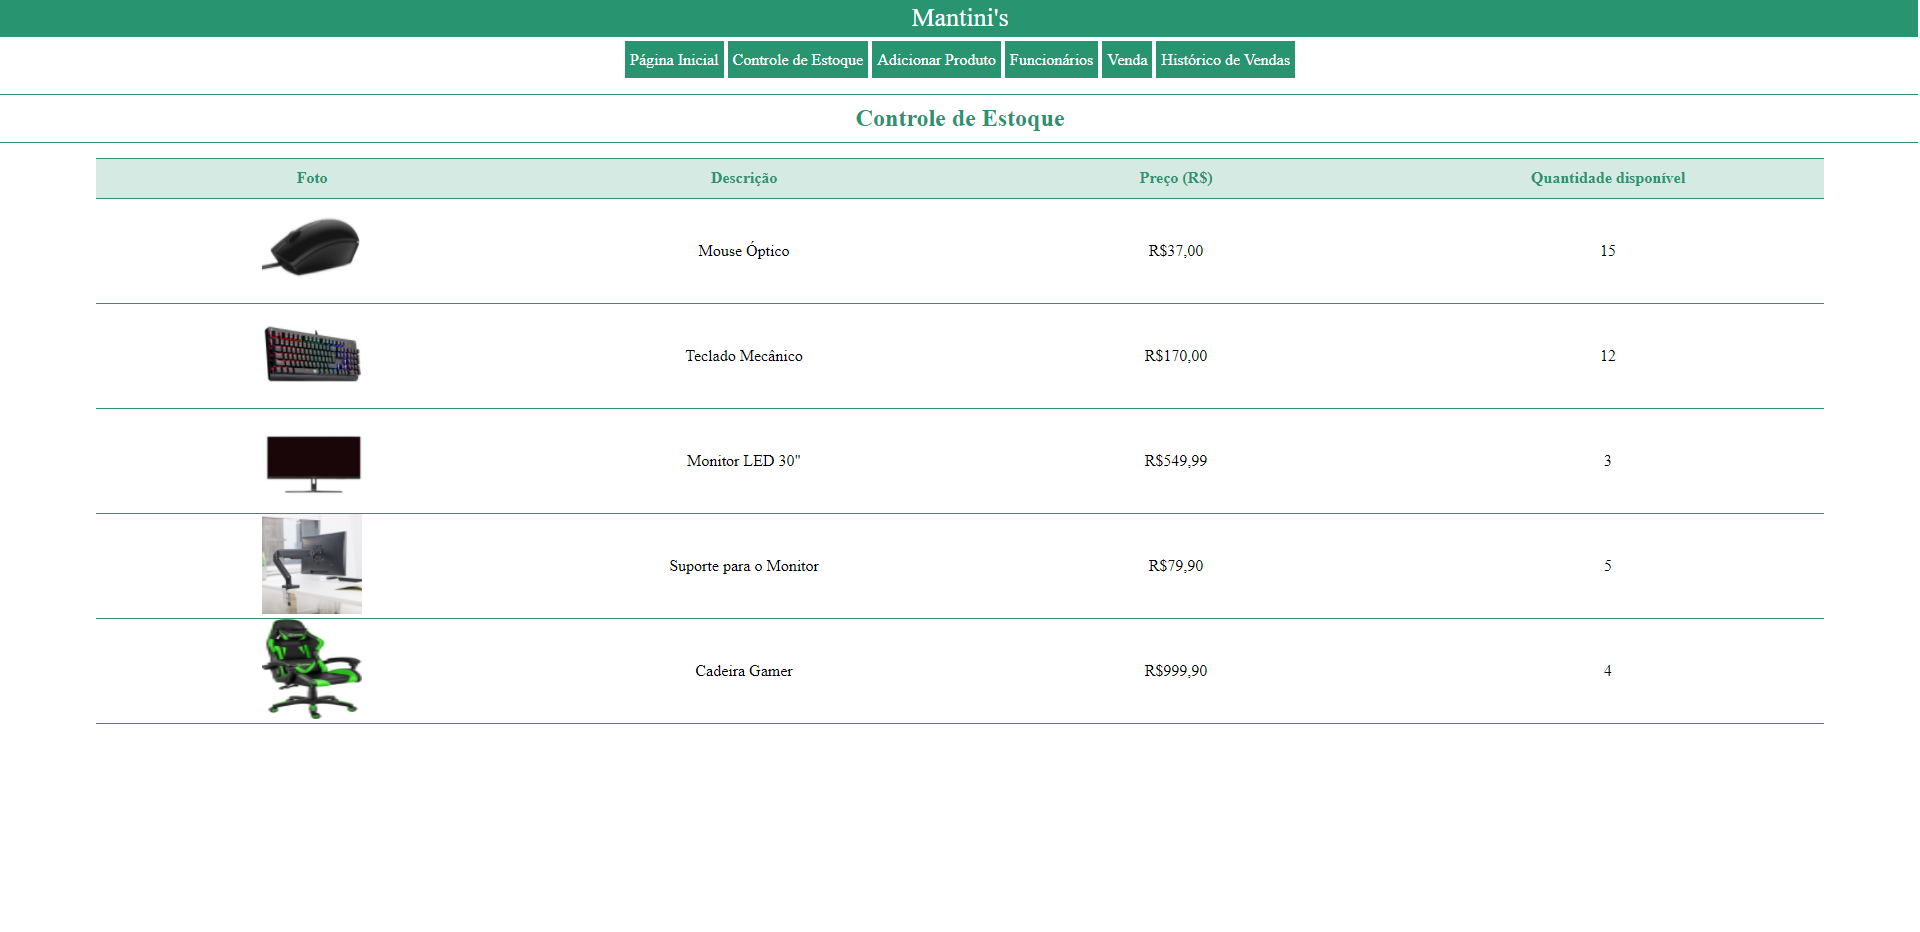 Mantini's
Página Inicial Controle de Estoque Adicionar Produto Funcionários Venda Histórico de Vendas
Controle de Estoque
Foto Descrição Preço (R$) Quantidade disponível
Mouse Óptico R$37,00 15
Teclado Mecânico R$170,00 12
Monitor LED 30" R$549,99 3
Suporte para o Monitor R$79,90 5
Cadeira Gamer R$999,90 4